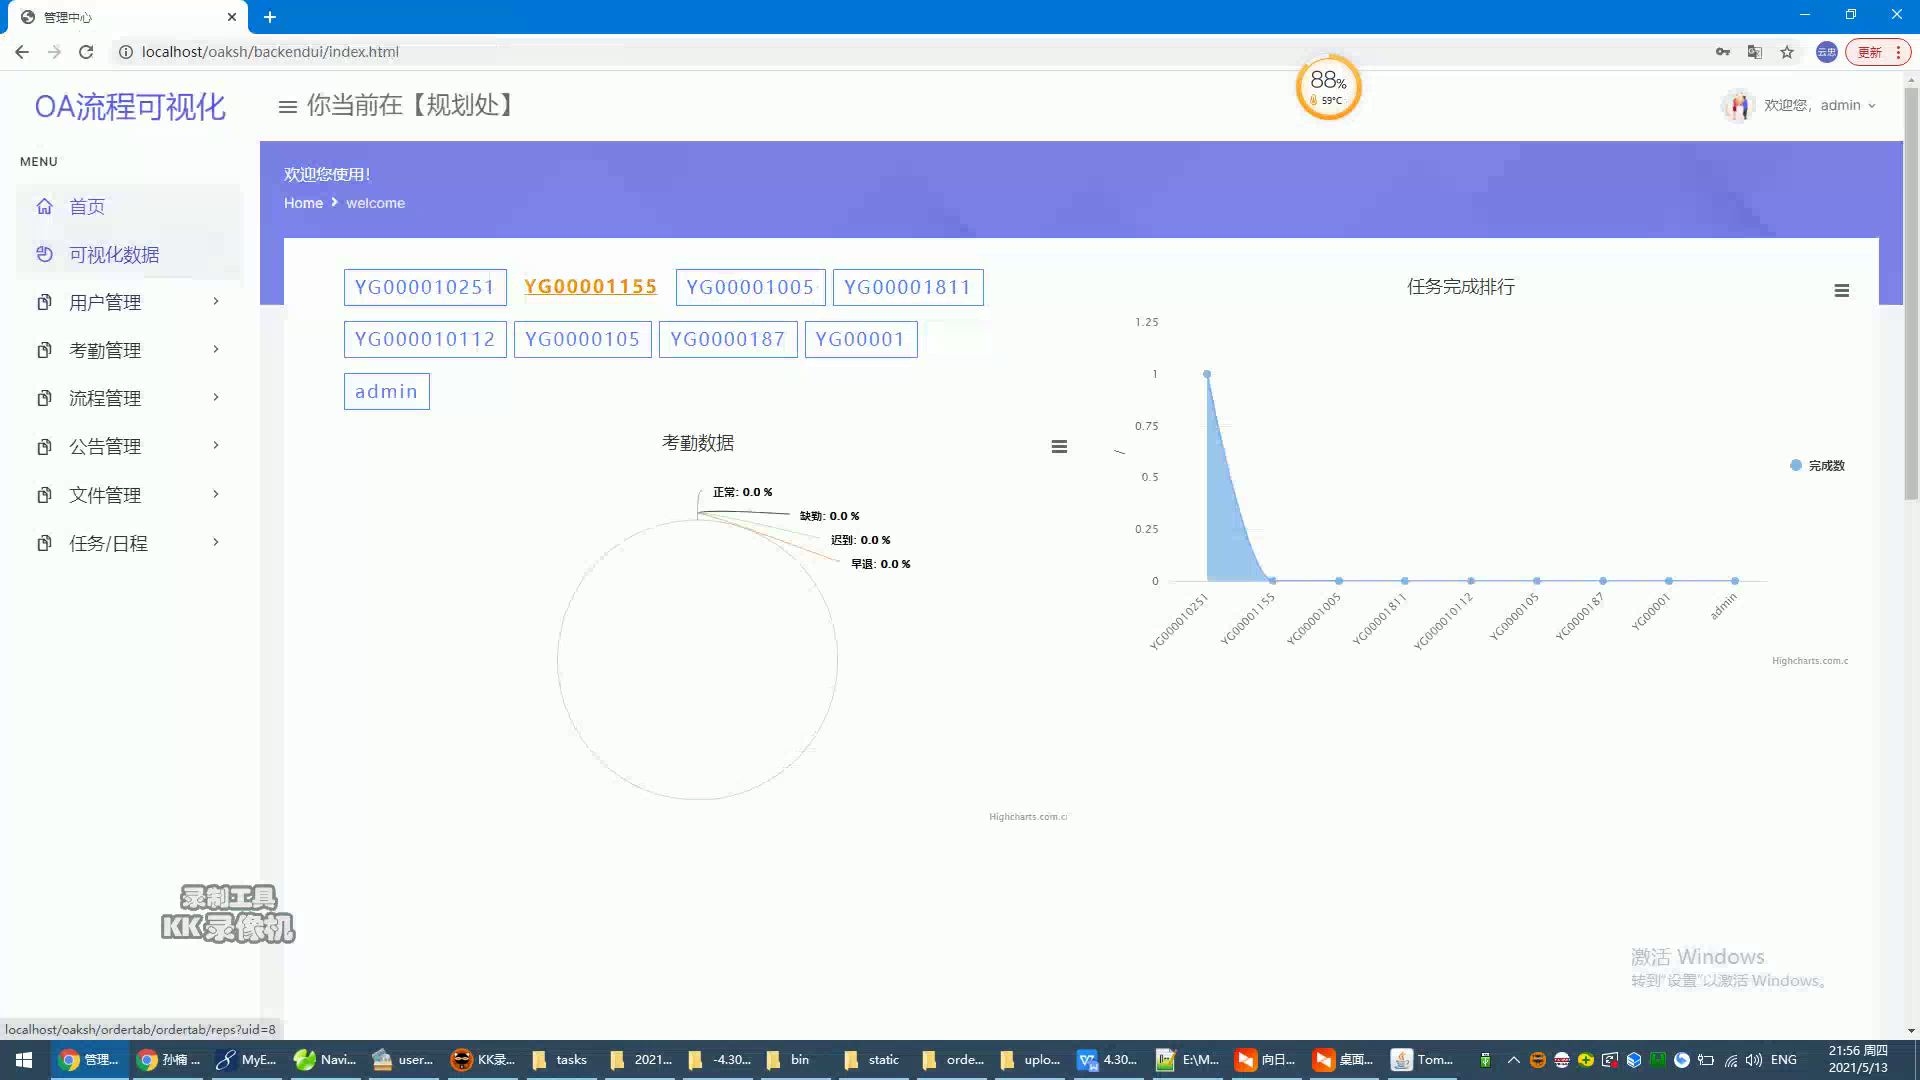 管理中心
localhost/oaksh/backendui/index.html
云忠
更新
88%
59°C
OA流程可视化
你当前在【规划处】
欢迎您，admin
MENU
首页
可视化数据
用户管理
考勤管理
流程管理
公告管理
文件管理
任务/日程
欢迎您使用!
Home
welcome
YG000010251
YG00001155
YG00001005
YG00001811
YG000010112
YG0000105
YG0000187
YG00001
admin
考勤数据
正常: 0.0 %
缺勤: 0.0 %
迟到: 0.0 %
早退: 0.0 %
Highcharts.com.c
任务完成排行
1.25
1
0.75
0.5
0.25
0
完成数
YG000010251
YG00001155
YG00001005
YG00001811
YG000010112
YG0000105
YG0000187
YG00001
admin
Highcharts.com.c
录制工具
KK录像机
激活 Windows
转到"设置"以激活 Windows。
localhost/oaksh/ordertab/ordertab/reps?uid=8
管理...
孙楠 ...
MyE...
Navi...
user...
KK录...
tasks
2021...
-4.30...
bin
static
orde...
uplo...
4.30...
E:\M...
向日...
桌面...
Tom...
ENG
21:56 周四
2021/5/13